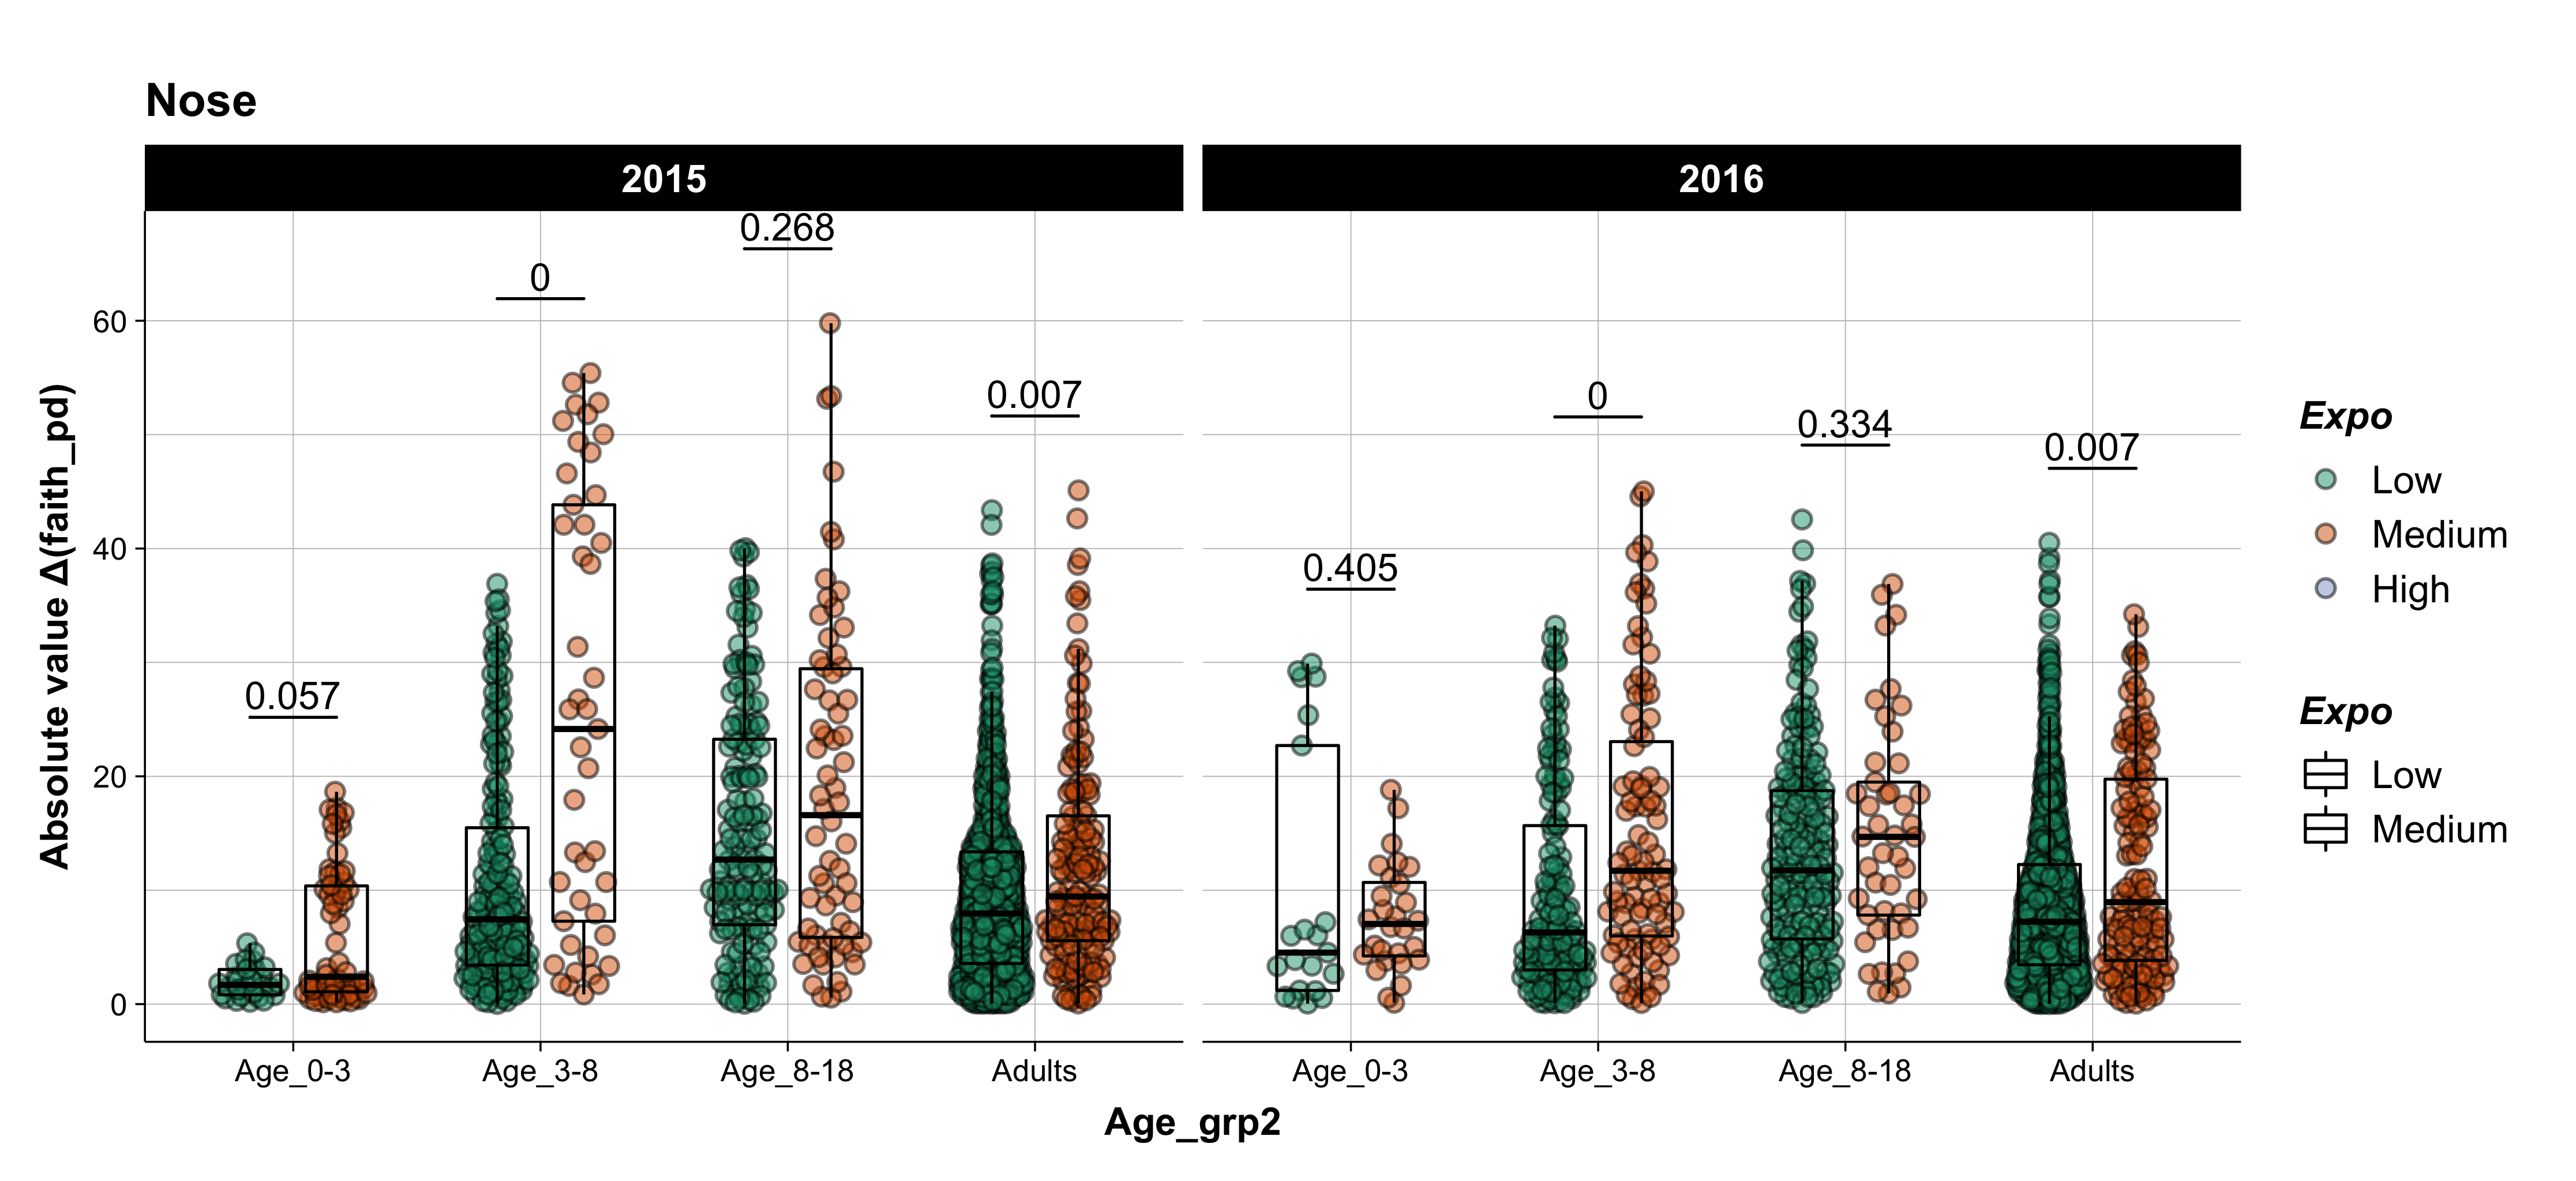 Nose
2015
2016
0.268
0
0.057
0.007
0
0.334
0.007
0.405
60
40
20
0
Absolute value Δ(faith_pd)
Age_0-3
Age_3-8
Age_8-18
Adults
Age_0-3
Age_3-8
Age_8-18
Adults
Age_grp2
Expo
Low
Medium
High
Expo
Low
Medium